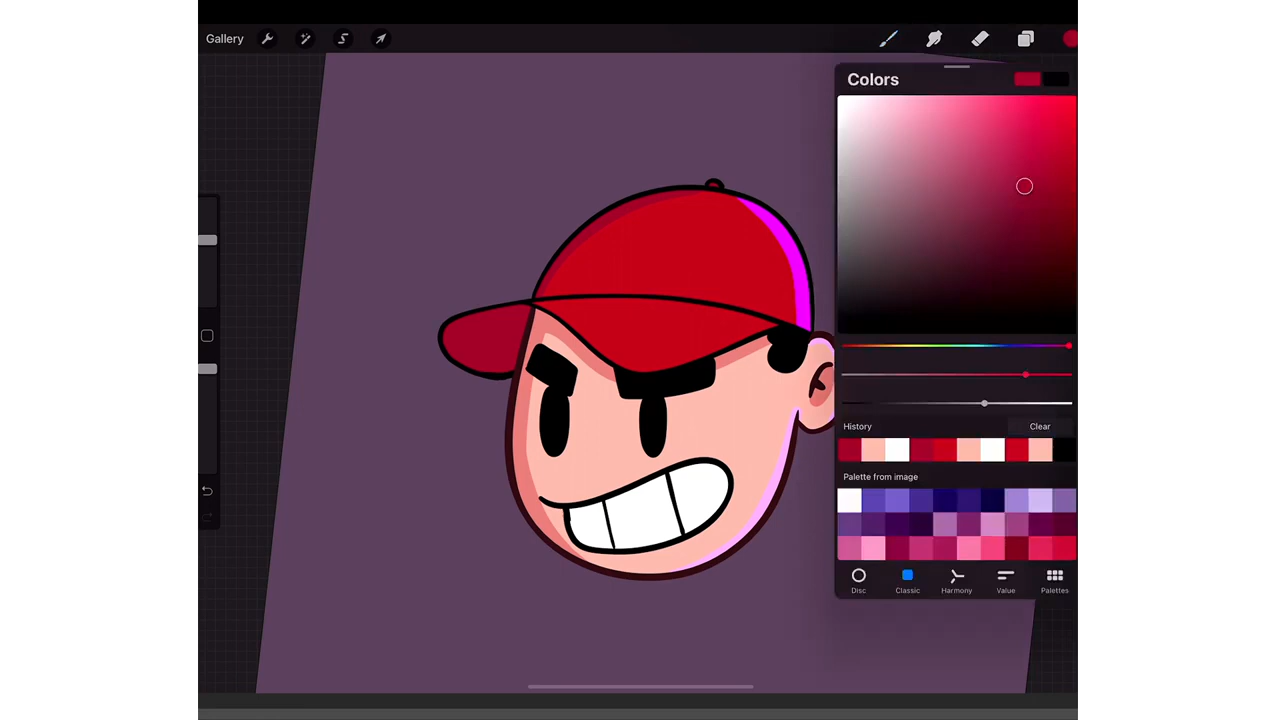 Gallery
Colors
History Clear
Palette from image
Disc Classic Harmony Value Palettes